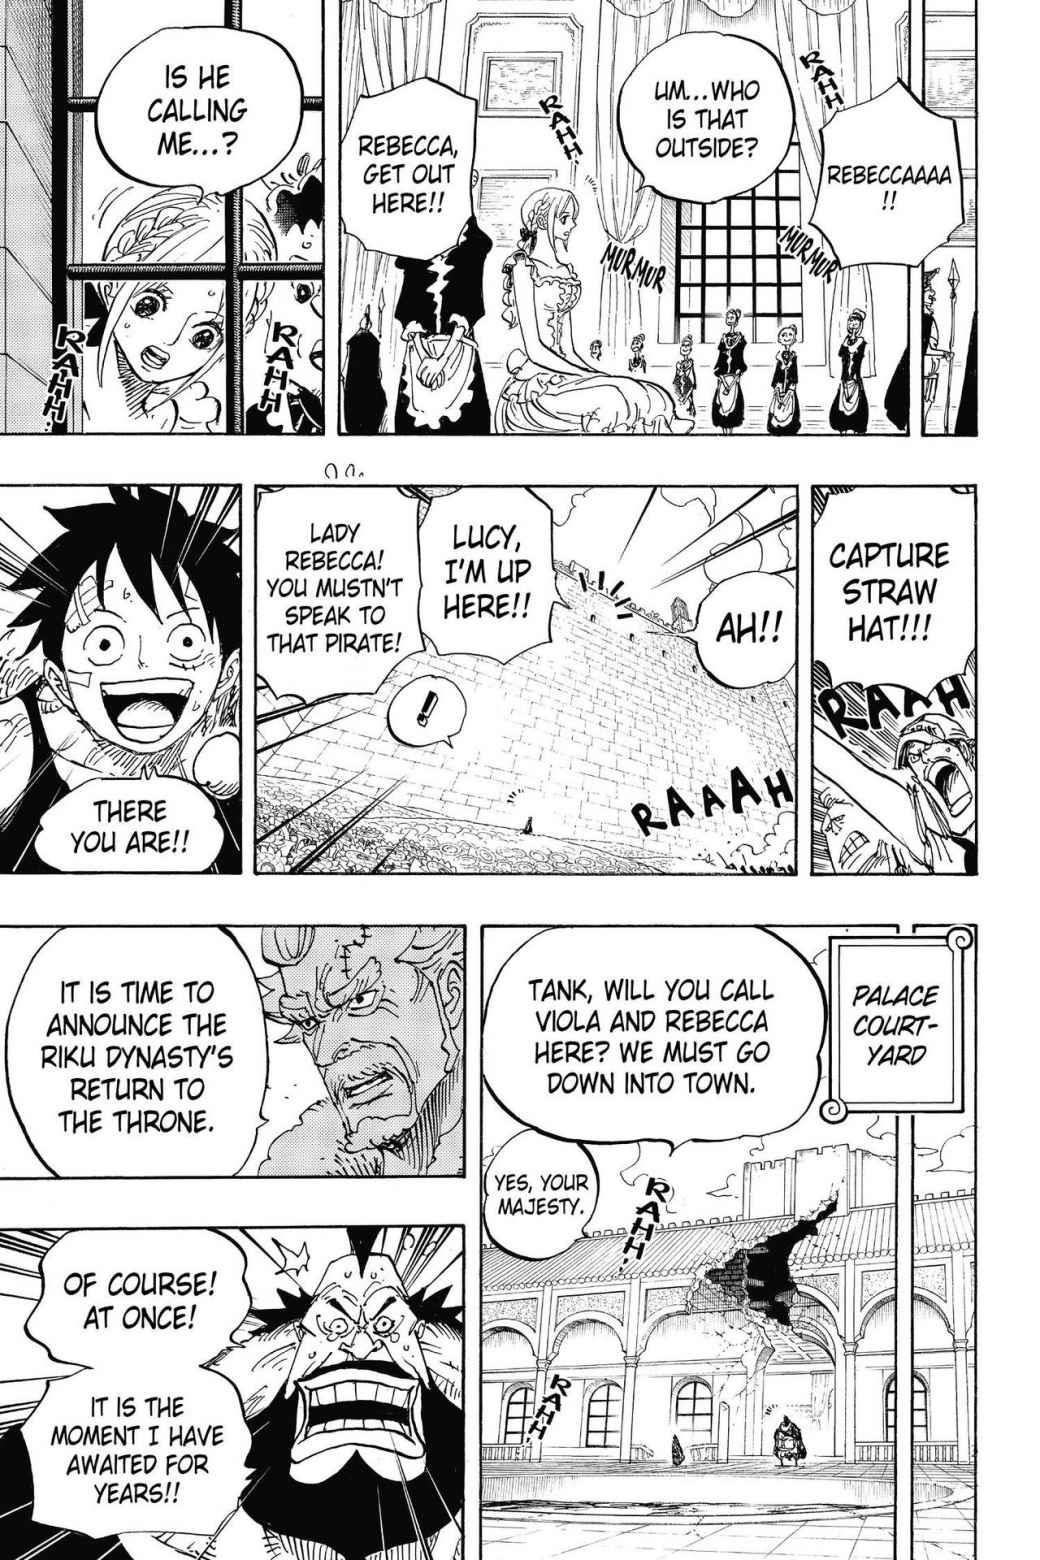 REBECCAAAA
!!
RAHH!
UM...WHO
IS THAT
OUTSIDE?
MURMUR
MURMUR
RAHH!
REBECCA,
GET OUT
HERE!!
IS HE
CALLING
ME...?
RAHH!
RAHH!
CAPTURE
STRAW
HAT!!!
RAAH
AH!!
LUCY,
I'M UP
HERE!!
LADY
REBECCA!
YOU MUSTN'T
SPEAK TO
THAT PIRATE!
!
RAAAH
THERE
YOU ARE!!
PALACE
COURT-
YARD
TANK, WILL YOU CALL
VIOLA AND REBECCA
HERE? WE MUST GO
DOWN INTO TOWN.
YES, YOUR
MAJESTY.
RAHH!
RAHH!
IT IS TIME TO
ANNOUNCE THE
RIKU DYNASTY'S
RETURN TO
THE THRONE.
OF COURSE!
AT ONCE!
IT IS THE
MOMENT I HAVE
AWAITED FOR
YEARS!!